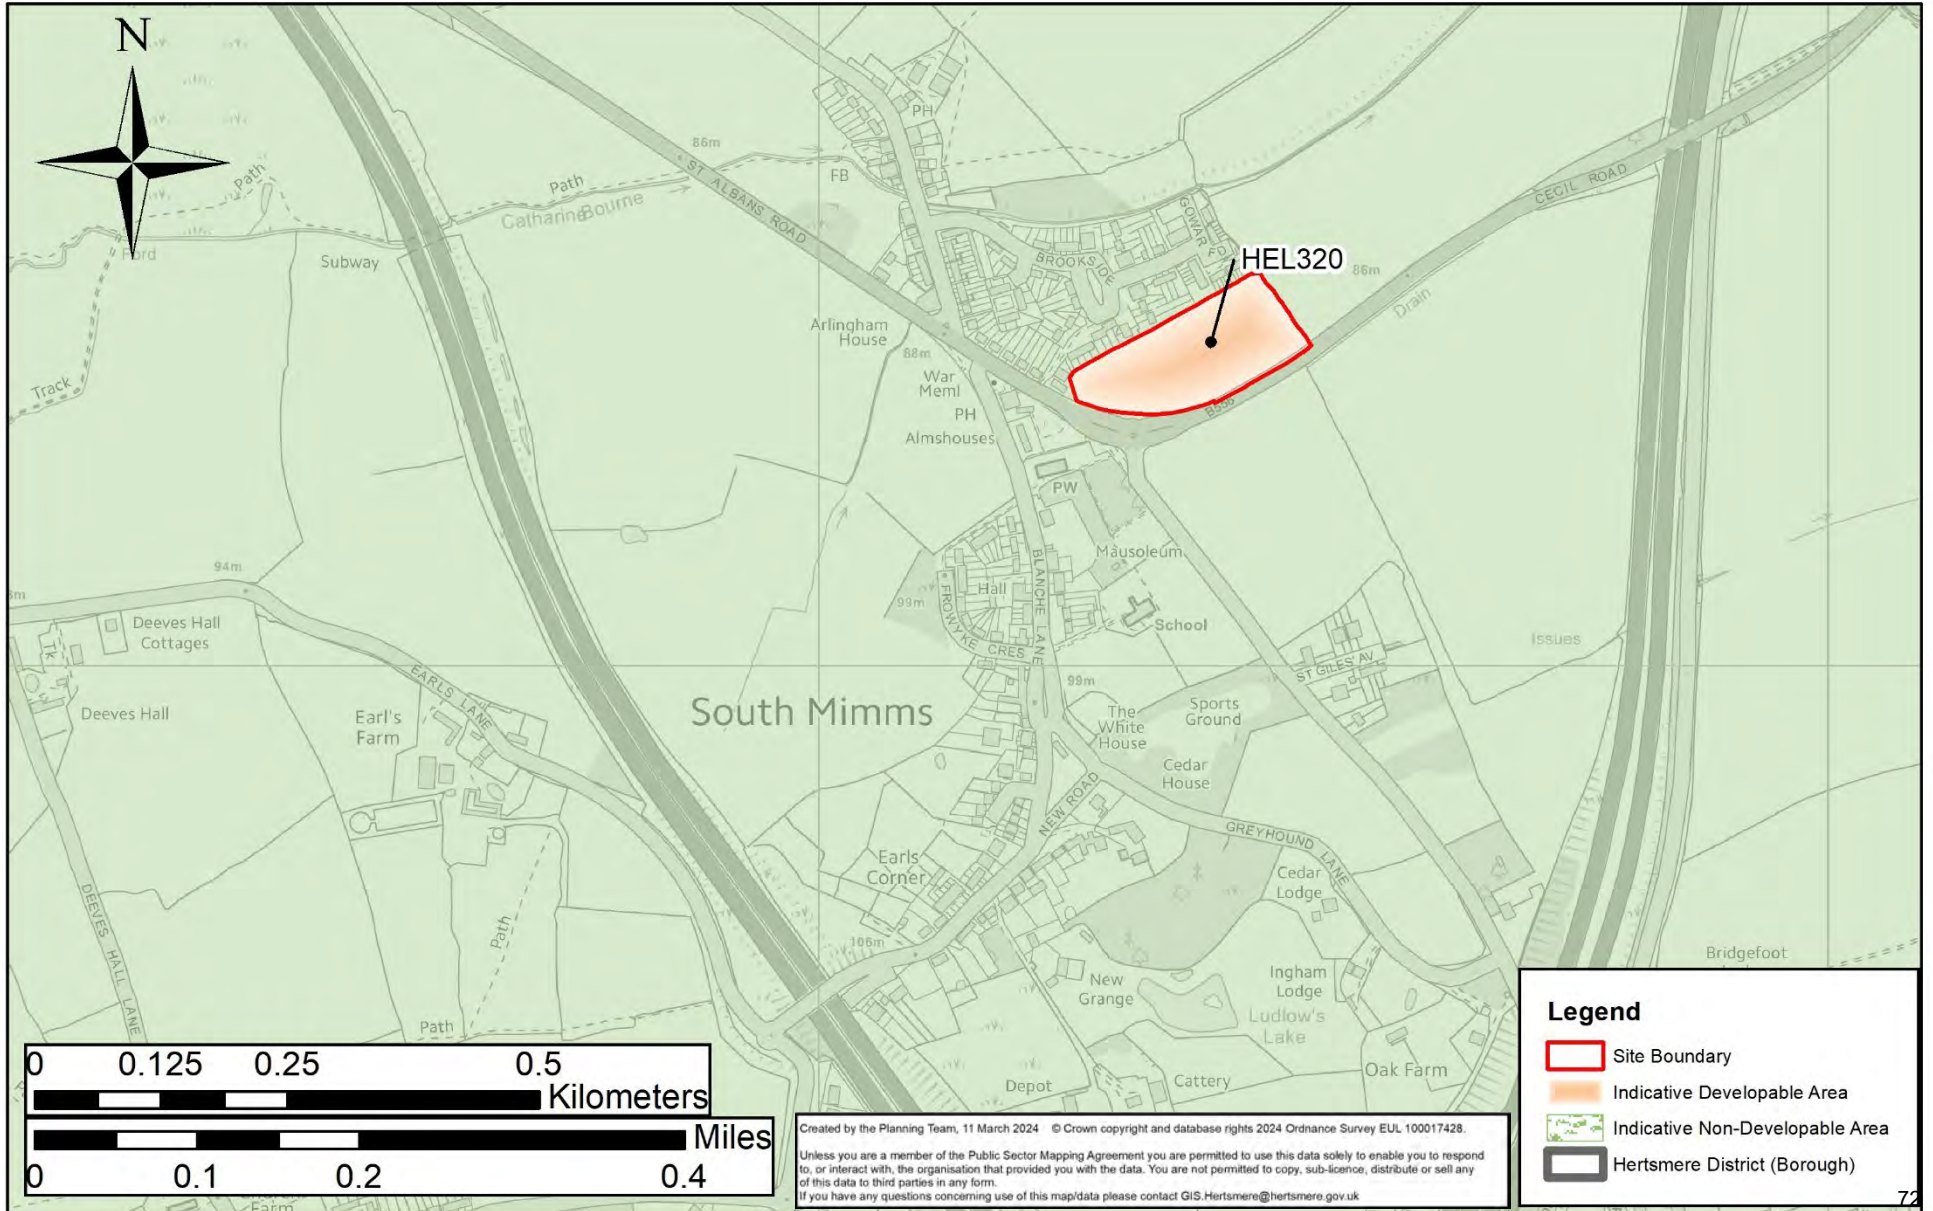 N
PH
86m
ST ALBANS ROAD
FB
Path
Path
Catharine Bourne
Ford
Subway
GOWAR FD
BROOKSIDE
HEL320
86m
CECIL ROAD
Drain
Arlingham
House
88m
War
Meml
PH
Almshouses
B556
Track
PW
Mausoleum
BLANCHE LANE
Hall
99m
FROWYKE CRES
School
94m
Deeves Hall
Cottages
Tk
Issues
ST GILES' AV
EARLS LANE
99m
Deeves Hall
Earl's
Farm
South Mimms
The
White
House
Sports
Ground
Cedar
House
NEW ROAD
GREYHOUND LANE
Earls
Corner
Cedar
Lodge
DEEVES HALL LANE
Path
106m
New
Grange
Ingham
Lodge
Ludlow's
Lake
Bridgefoot
Path
Depot
Cattery
Oak Farm
Farm
0 0.125 0.25 0.5
Kilometers
Miles
0 0.1 0.2 0.4
Created by the Planning Team, 11 March 2024 © Crown copyright and database rights 2024 Ordnance Survey EUL 100017428.
Unless you are a member of the Public Sector Mapping Agreement you are permitted to use this data solely to enable you to respond
to, or interact with, the organisation that provided you with the data. You are not permitted to copy, sub-licence, distribute or sell any
of this data to third parties in any form.
If you have any questions concerning use of this map/data please contact GIS.Hertsmere@hertsmere.gov.uk
Legend
Site Boundary
Indicative Developable Area
Indicative Non-Developable Area
Hertsmere District (Borough)
72